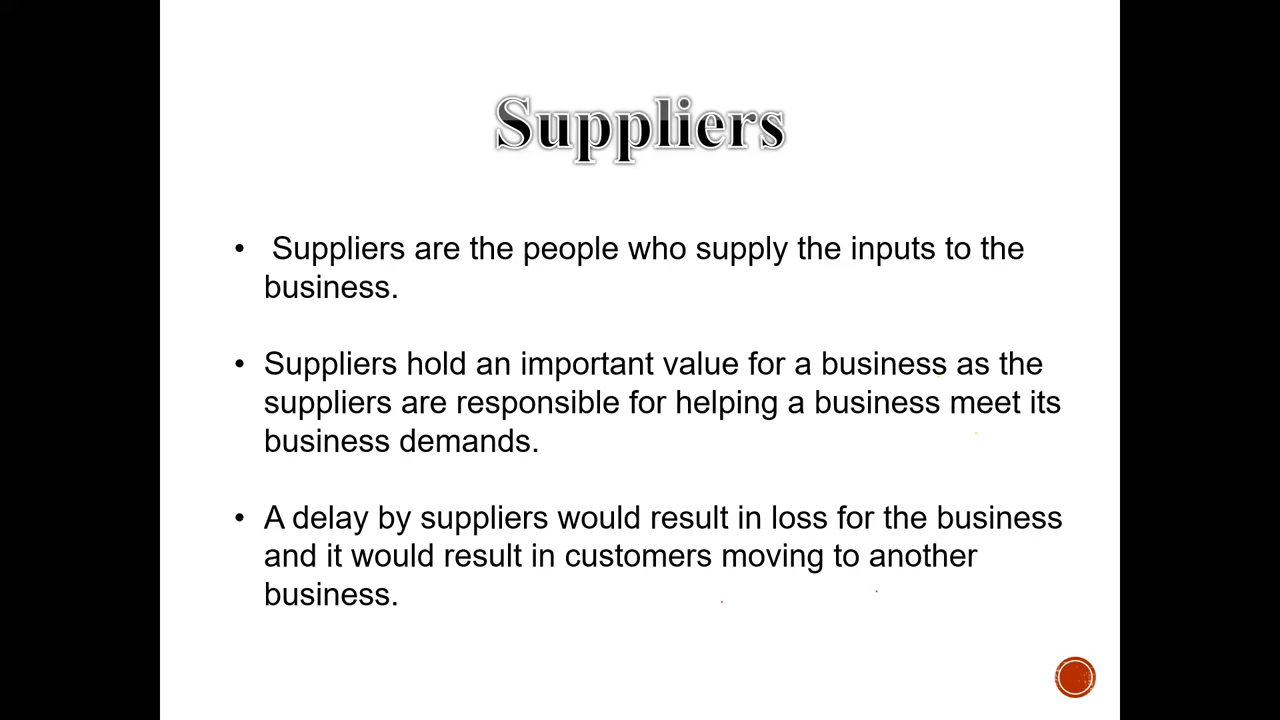 Suppliers
• Suppliers are the people who supply the inputs to the
business.
• Suppliers hold an important value for a business as the
suppliers are responsible for helping a business meet its
business demands.
• A delay by suppliers would result in loss for the business
and it would result in customers moving to another
business.